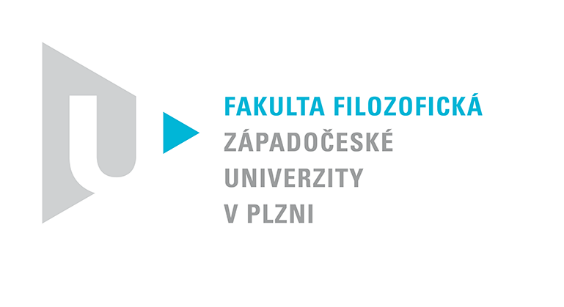 FAKULTA FILOZOFICKÁ
ZÁPADOČESKÉ
UNIVERZITY
V PLZNI